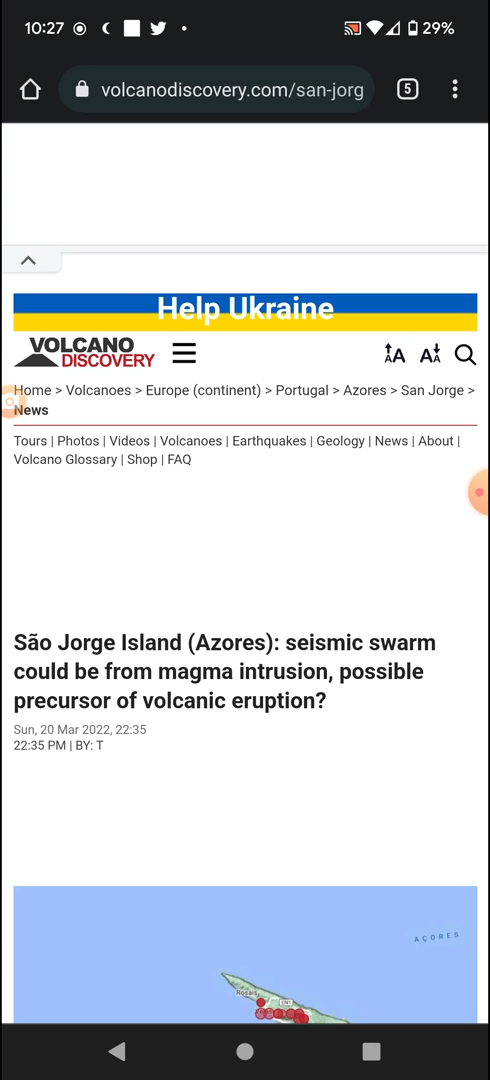 10:27
29%
volcanodiscovery.com/san-jorg
5
Help Ukraine
VOLCANO
DISCOVERY
Home > Volcanoes > Europe (continent) > Portugal > Azores > San Jorge >
News
Tours | Photos | Videos | Volcanoes | Earthquakes | Geology | News | About |
Volcano Glossary | Shop | FAQ
São Jorge Island (Azores): seismic swarm
could be from magma intrusion, possible
precursor of volcanic eruption?
Sun, 20 Mar 2022, 22:35
22:35 PM | BY: T
AÇORES
Rosais
EN1